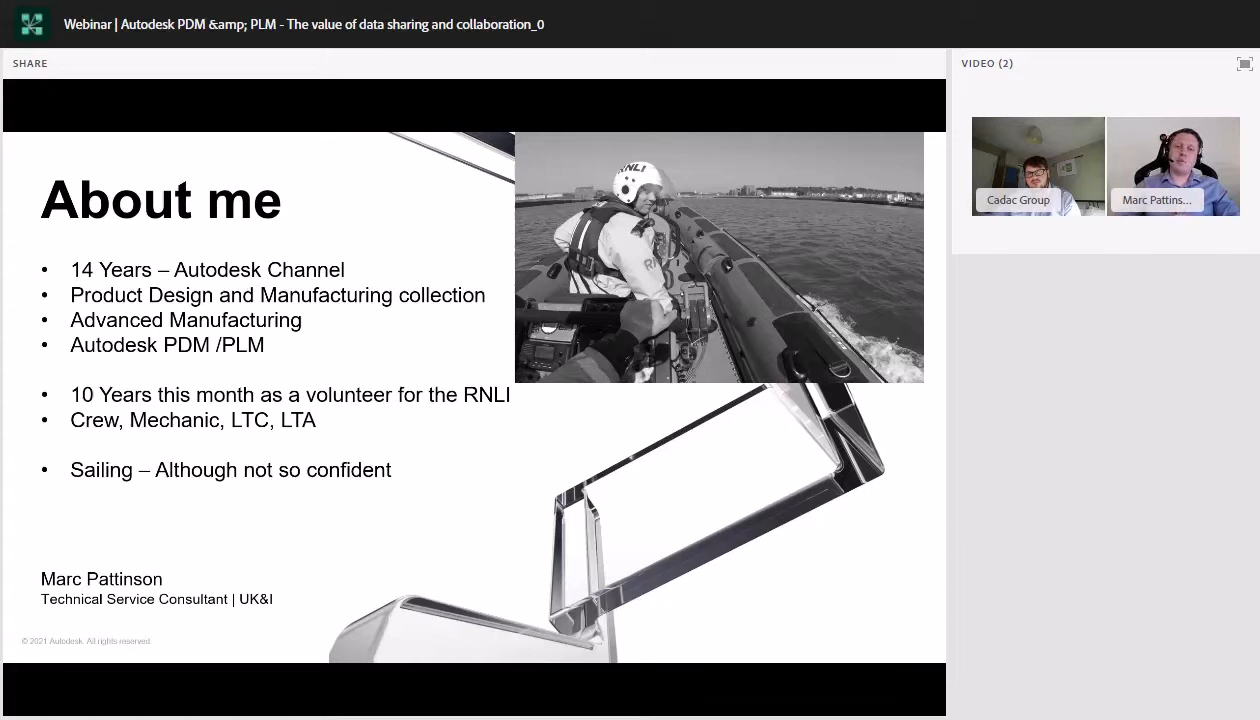 Webinar | Autodesk PDM &amp; PLM - The value of data sharing and collaboration_0
SHARE
VIDEO (2)
About me
• 14 Years – Autodesk Channel
• Product Design and Manufacturing collection
• Advanced Manufacturing
• Autodesk PDM /PLM
• 10 Years this month as a volunteer for the RNLI
• Crew, Mechanic, LTC, LTA
• Sailing – Although not so confident
Marc Pattinson
Technical Service Consultant | UK&I
© 2021 Autodesk. All rights reserved.
RNLI
Cadac Group
Marc Pattins...